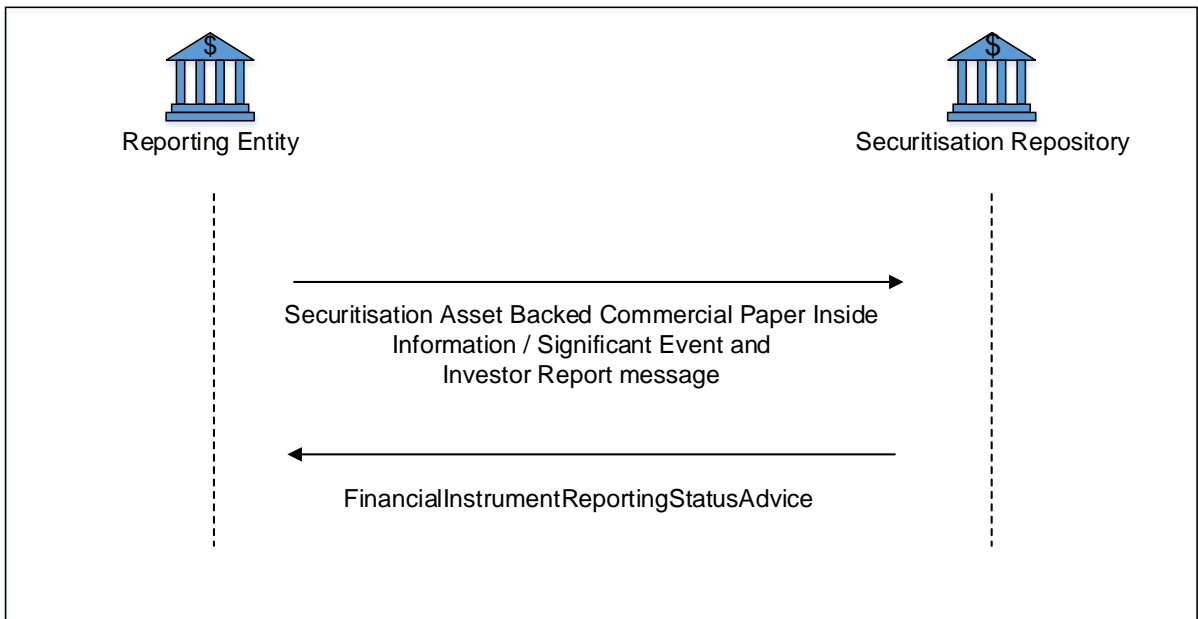 $
$
Reporting Entity
Securitisation Repository
Securitisation Asset Backed Commercial Paper Inside
Information / Significant Event and
Investor Report message
FinancialInstrumentReportingStatusAdvice